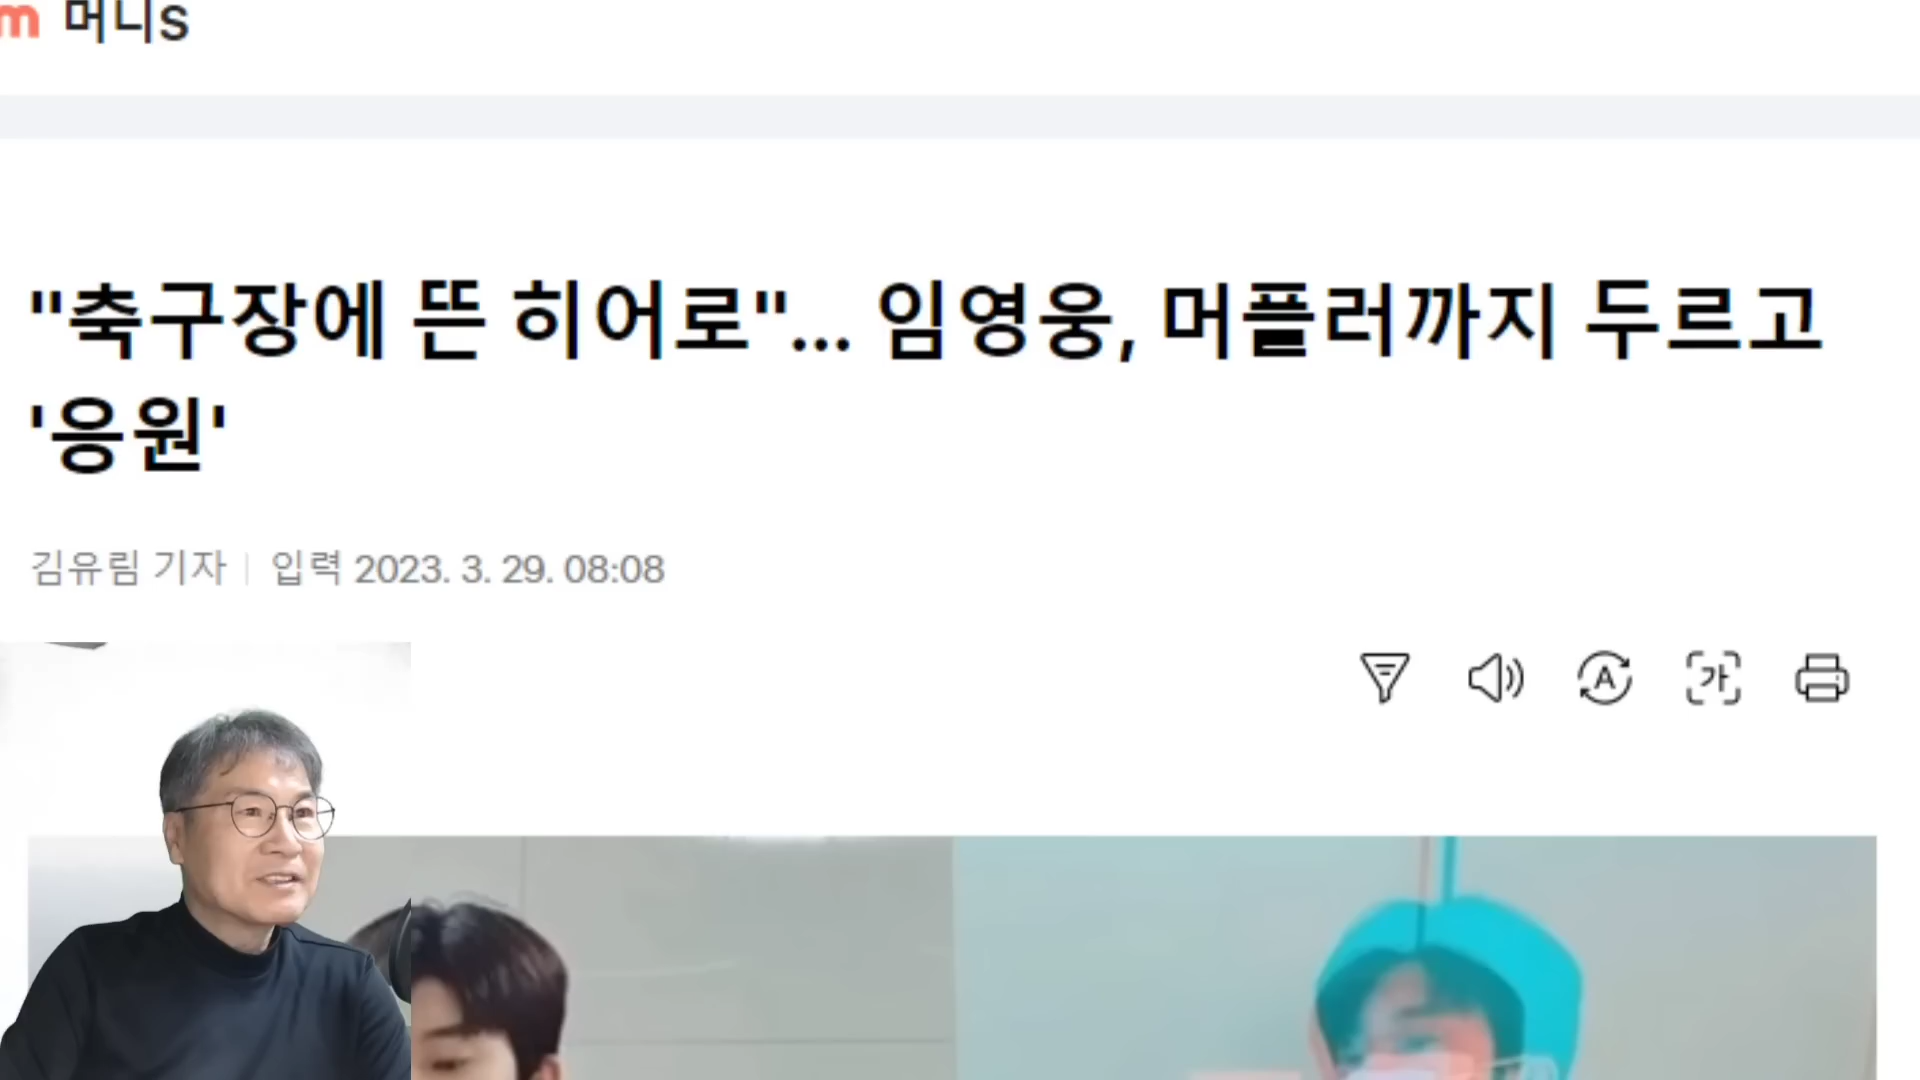 m 머니S
"축구장에 뜬 히어로"... 임영웅, 머플러까지 두르고
'응원'
김유림 기자 | 입력 2023. 3. 29. 08:08
A 가